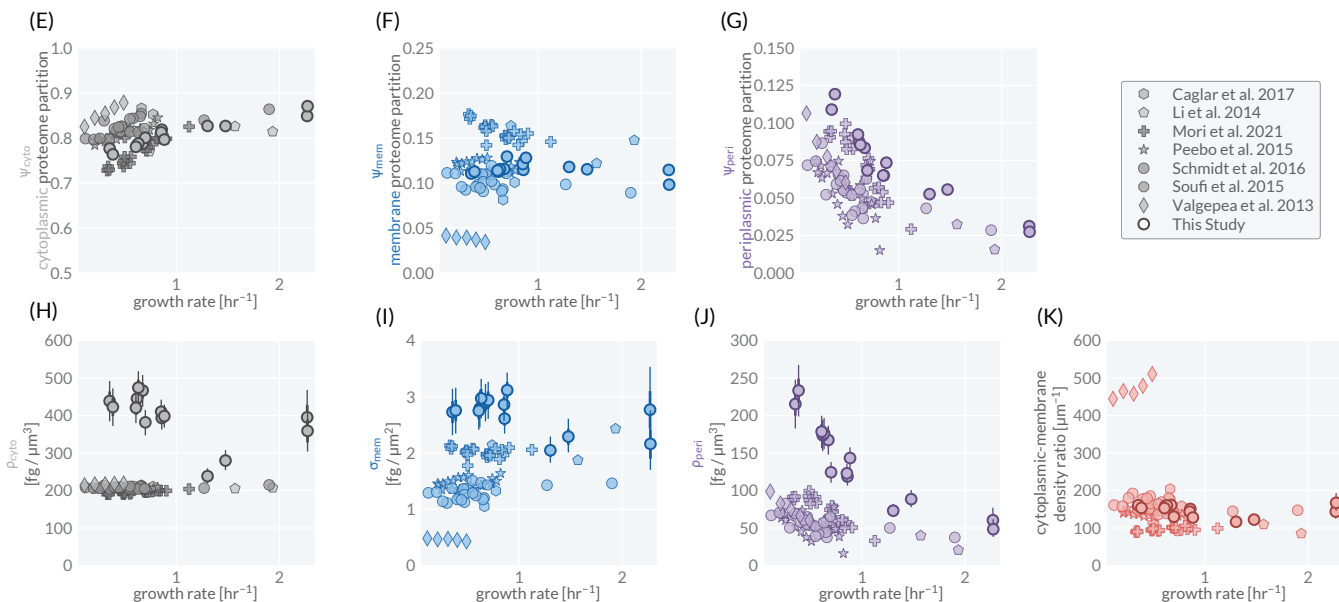 (E)
(F)
(G)
ψcyto
cytoplasmic proteome partition
1.0
0.9
0.8
0.7
0.6
0.5
1
2
growth rate [hr⁻¹]
ψmem
membrane proteome partition
0.25
0.20
0.15
0.10
0.05
0.00
1
2
growth rate [hr⁻¹]
ψperi
periplasmic proteome partition
0.150
0.125
0.100
0.075
0.050
0.025
0.000
1
2
growth rate [hr⁻¹]
Caglar et al. 2017
Li et al. 2014
Mori et al. 2021
Peebo et al. 2015
Schmidt et al. 2016
Soufi et al. 2015
Valgepea et al. 2013
This Study
(H)
(I)
(J)
(K)
ρcyto
[fg / μm³]
600
500
400
300
200
100
0
1
2
growth rate [hr⁻¹]
σmem
[fg / μm²]
4
3
2
1
0
1
2
growth rate [hr⁻¹]
ρperi
[fg / μm³]
300
250
200
150
100
50
0
1
2
growth rate [hr⁻¹]
cytoplasmic-membrane
density ratio [μm⁻¹]
600
500
400
300
200
100
0
1
2
growth rate [hr⁻¹]